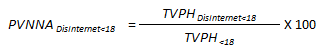 PVNNA Disinternet<18 = TVPH Disinternet<18 / TVPH <18 X 100